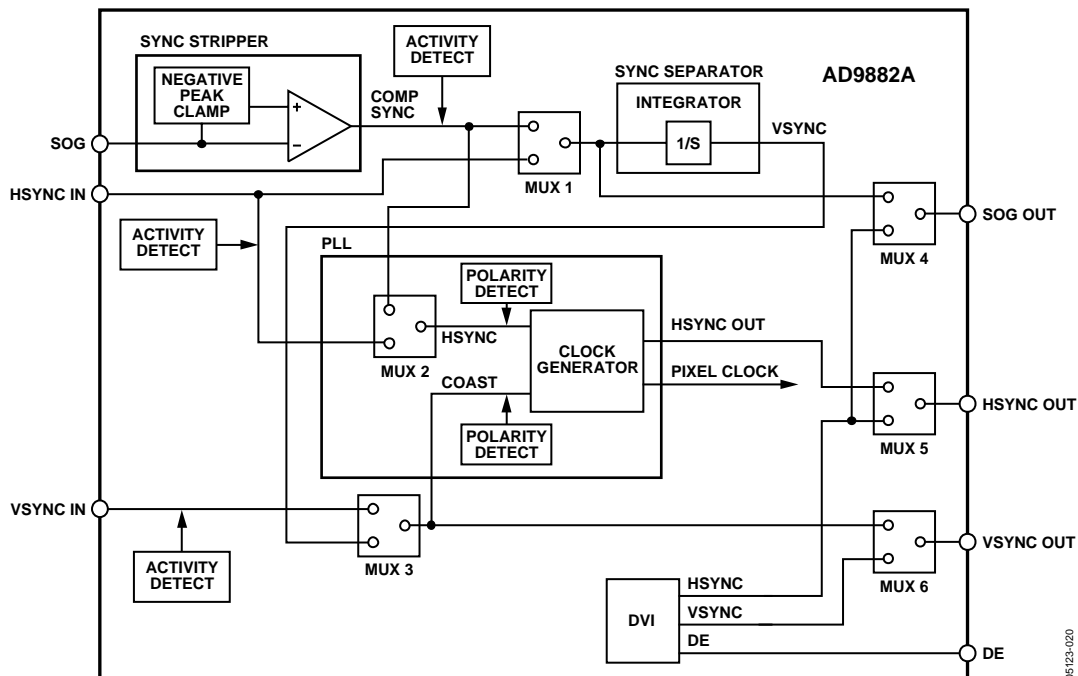 SYNC STRIPPER
NEGATIVE
PEAK
CLAMP
+
−
COMP
SYNC
ACTIVITY
DETECT
SYNC SEPARATOR
INTEGRATOR
1/S
VSYNC
AD9882A
SOG
HSYNC IN
MUX 1
ACTIVITY
DETECT
MUX 4
SOG OUT
PLL
POLARITY
DETECT
MUX 2
HSYNC
CLOCK
GENERATOR
HSYNC OUT
PIXEL CLOCK
COAST
POLARITY
DETECT
MUX 5
HSYNC OUT
VSYNC IN
ACTIVITY
DETECT
MUX 3
MUX 6
VSYNC OUT
DVI
HSYNC
VSYNC
DE
DE
05123-020